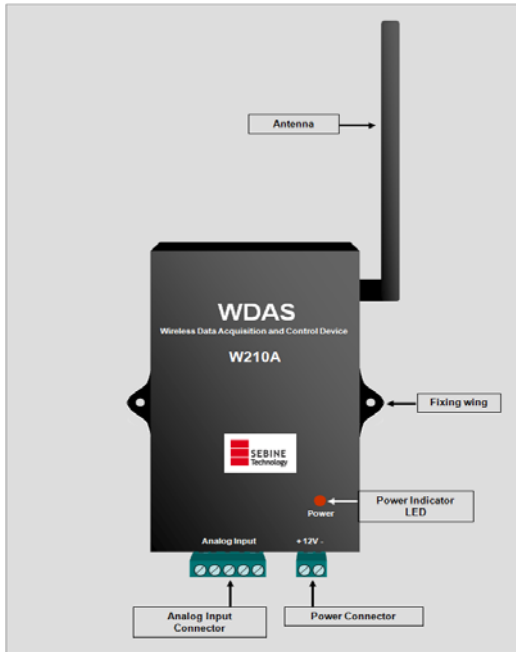 Antenna
WDAS
Wireless Data Acquisition and Control Device
W210A
Fixing wing
SEBINE
Technology
Power Indicator
LED
Power
Analog Input
+ 12V -
Analog Input
Connector
Power Connector